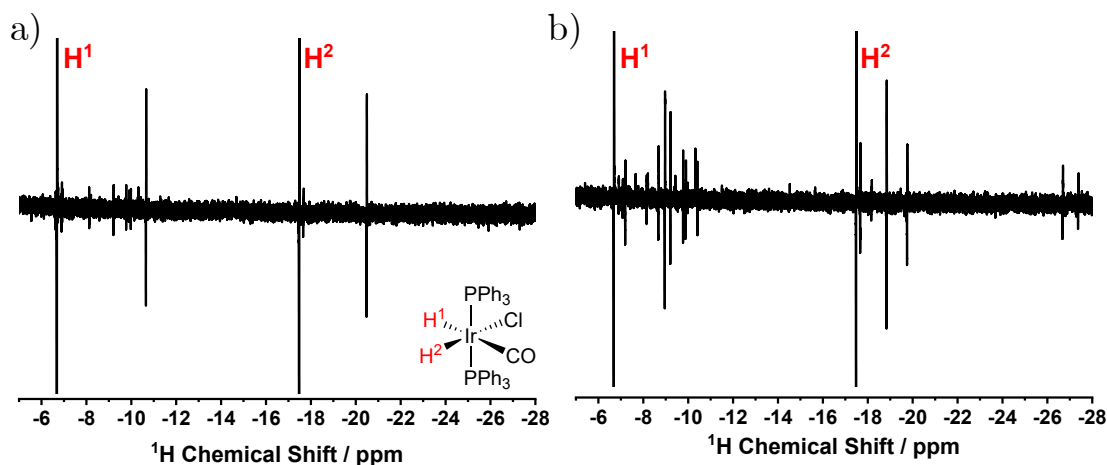 a)
H¹
H²
PPh₃
H¹
Cl
Ir
H²
CO
PPh₃
-6 -8 -10 -12 -14 -16 -18 -20 -22 -24 -26 -28
¹H Chemical Shift / ppm
b)
H¹
H²
-6 -8 -10 -12 -14 -16 -18 -20 -22 -24 -26 -28
¹H Chemical Shift / ppm